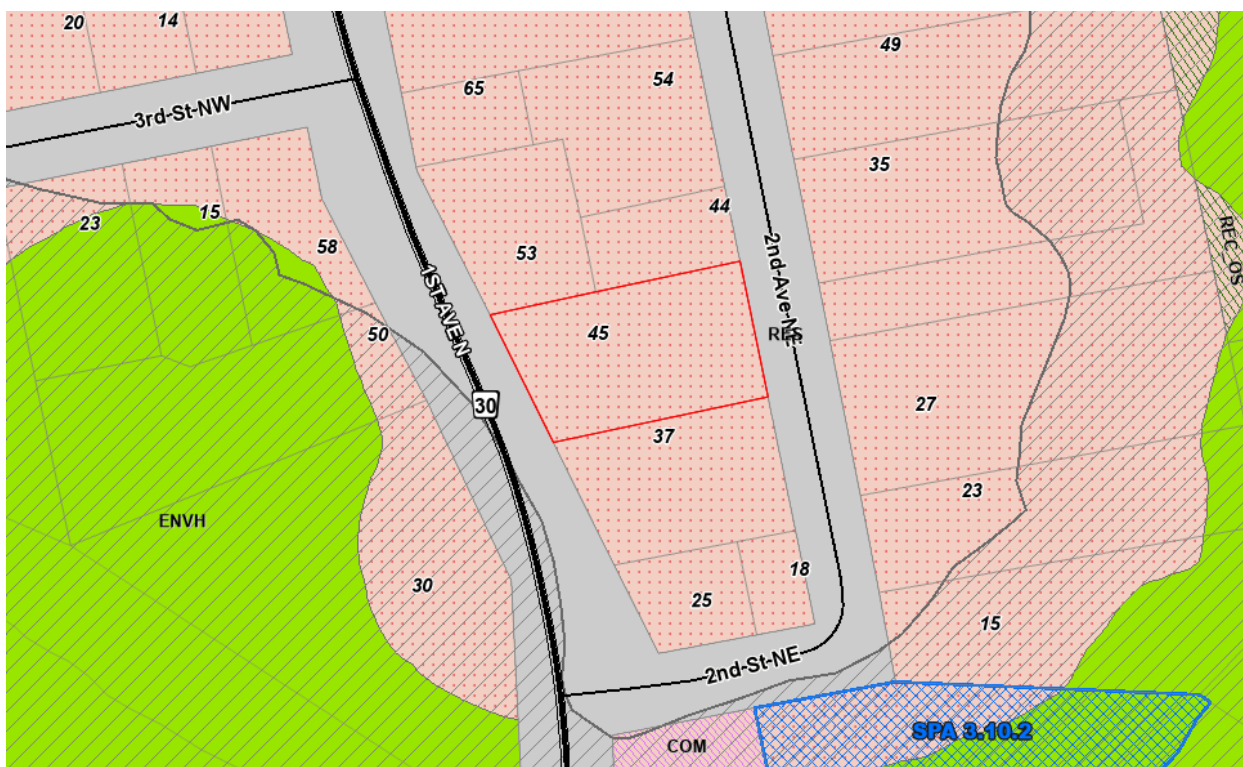 20
14
49
65
54
3rd-St-NW
35
23
15
44
58
53
REC_OS
1ST AVE N
2nd-Ave-NE
50
45
RES
30
27
37
23
ENVH
30
25
18
15
2nd-St-NE
COM
SPA 3.10.2